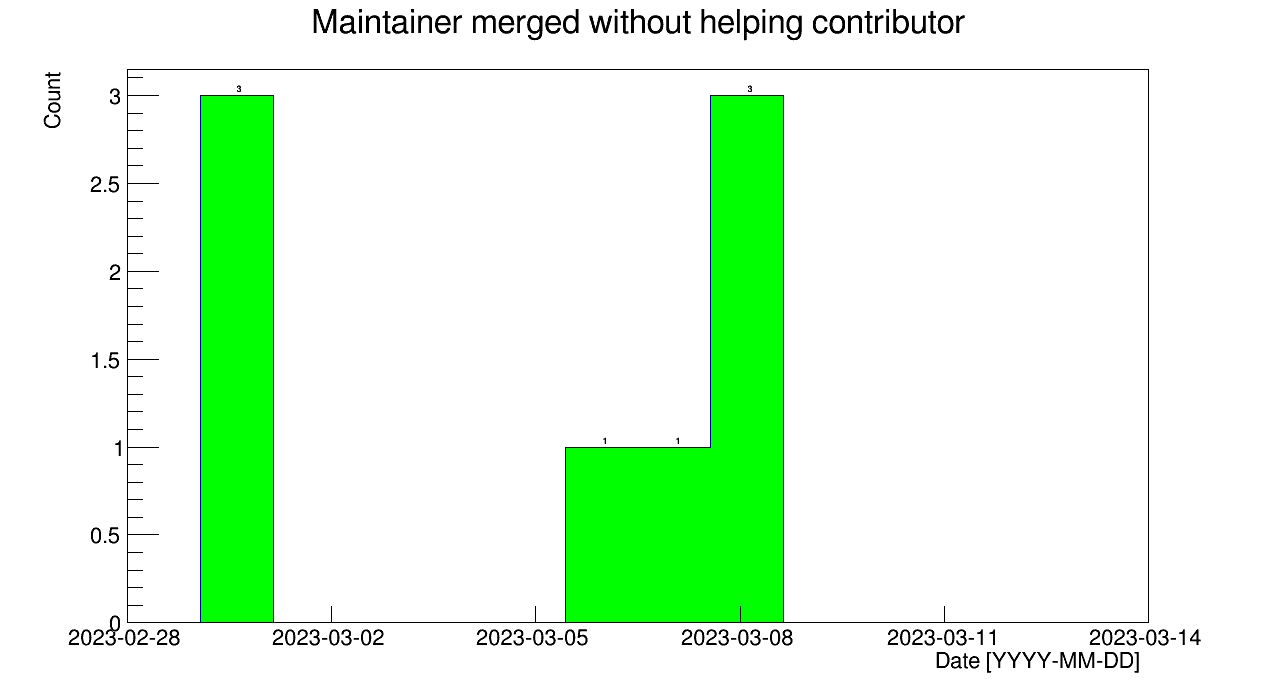 Maintainer merged without helping contributor
Count
3
2.5
2
1.5
1
0.5
0
3
1
1
3
2023-02-28 2023-03-02 2023-03-05 2023-03-08 2023-03-11 2023-03-14
Date [YYYY-MM-DD]